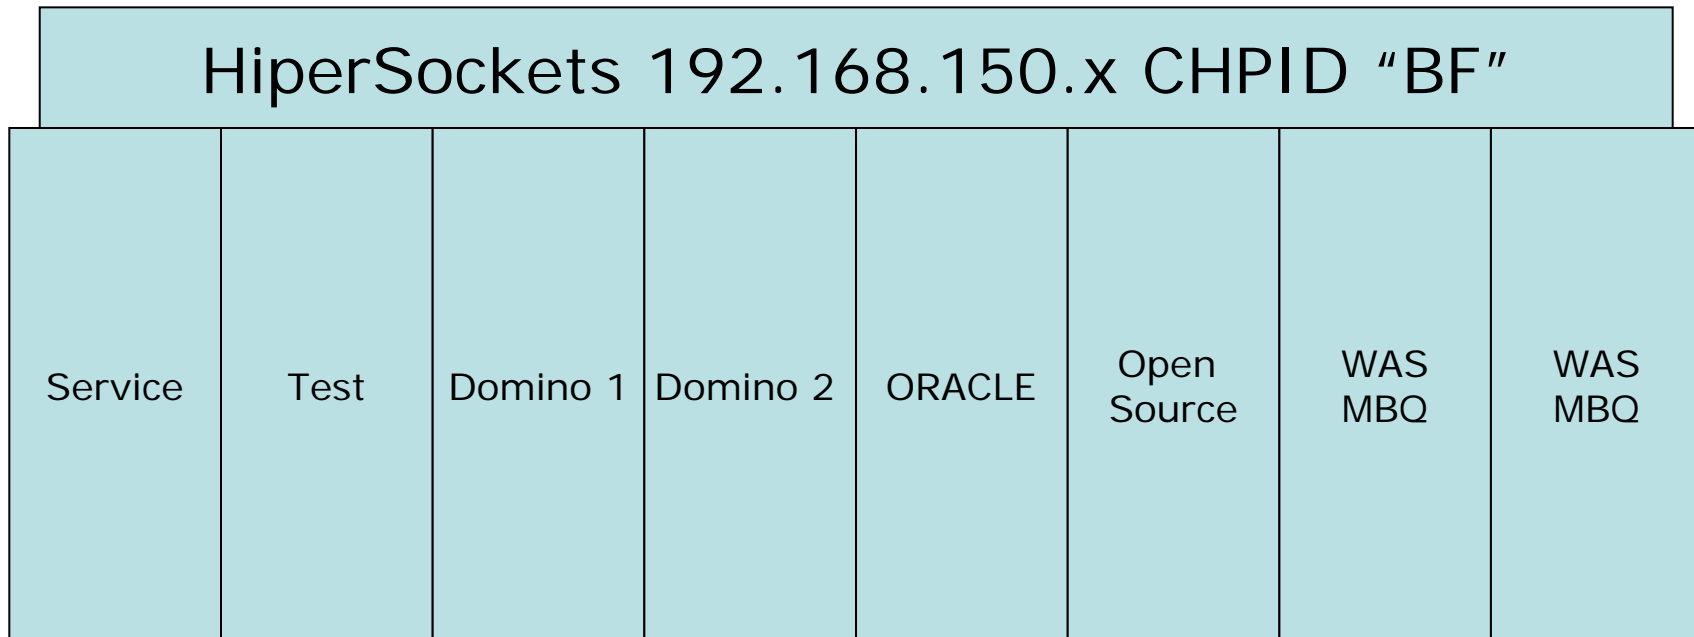 HiperSockets 192.168.150.x CHPID “BF”
Service
Test
Domino 1
Domino 2
ORACLE
Open
Source
WAS
MBQ
WAS
MBQ